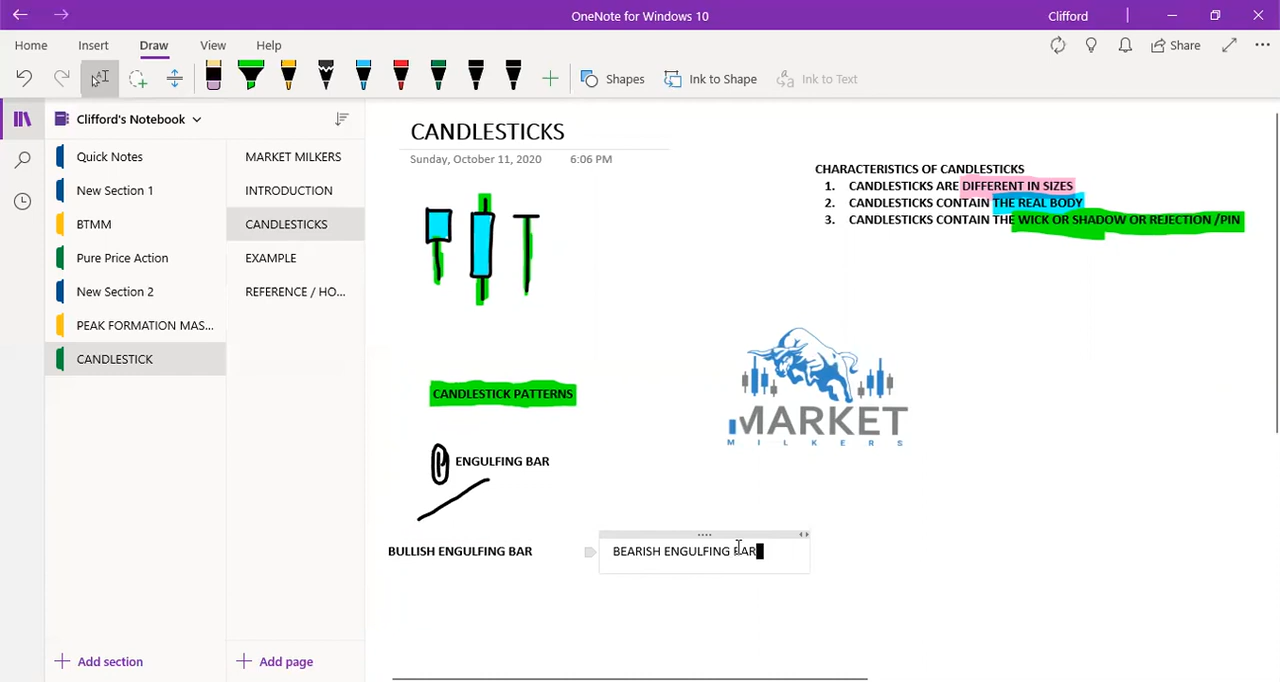 OneNote for Windows 10
Clifford
Home
Insert
Draw
View
Help
Share
Shapes
Ink to Shape
Ink to Text
Clifford's Notebook
Quick Notes
New Section 1
BTMM
Pure Price Action
New Section 2
PEAK FORMATION MAS...
CANDLESTICK
Add section
MARKET MILKERS
INTRODUCTION
CANDLESTICKS
EXAMPLE
REFERENCE / HO...
Add page
CANDLESTICKS
Sunday, October 11, 2020 6:06 PM
CHARACTERISTICS OF CANDLESTICKS
1. CANDLESTICKS ARE DIFFERENT IN SIZES
2. CANDLESTICKS CONTAIN THE REAL BODY
3. CANDLESTICKS CONTAIN THE WICK OR SHADOW OR REJECTION /PIN
MARKET
MILKERS
CANDLESTICK PATTERNS
ENGULFING BAR
BULLISH ENGULFING BAR
BEARISH ENGULFING BAR